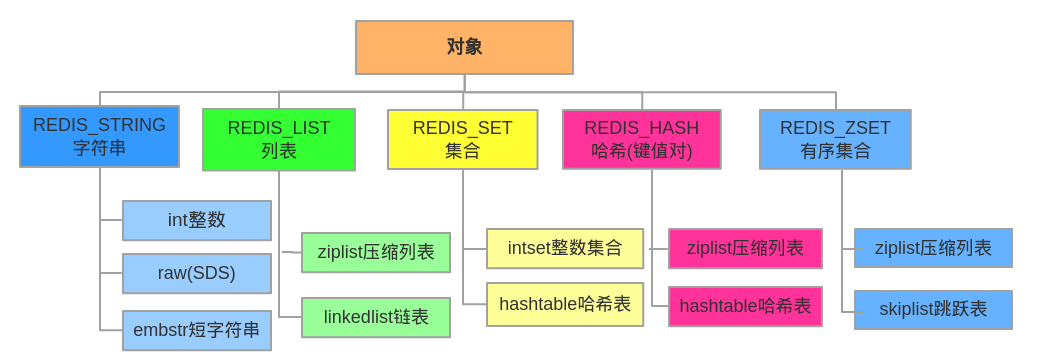 对象
REDIS_STRING
字符串
REDIS_LIST
列表
REDIS_SET
集合
REDIS_HASH
哈希(键值对)
REDIS_ZSET
有序集合
int整数
raw(SDS)
embstr短字符串
ziplist压缩列表
linkedlist链表
intset整数集合
hashtable哈希表
ziplist压缩列表
hashtable哈希表
ziplist压缩列表
skiplist跳跃表